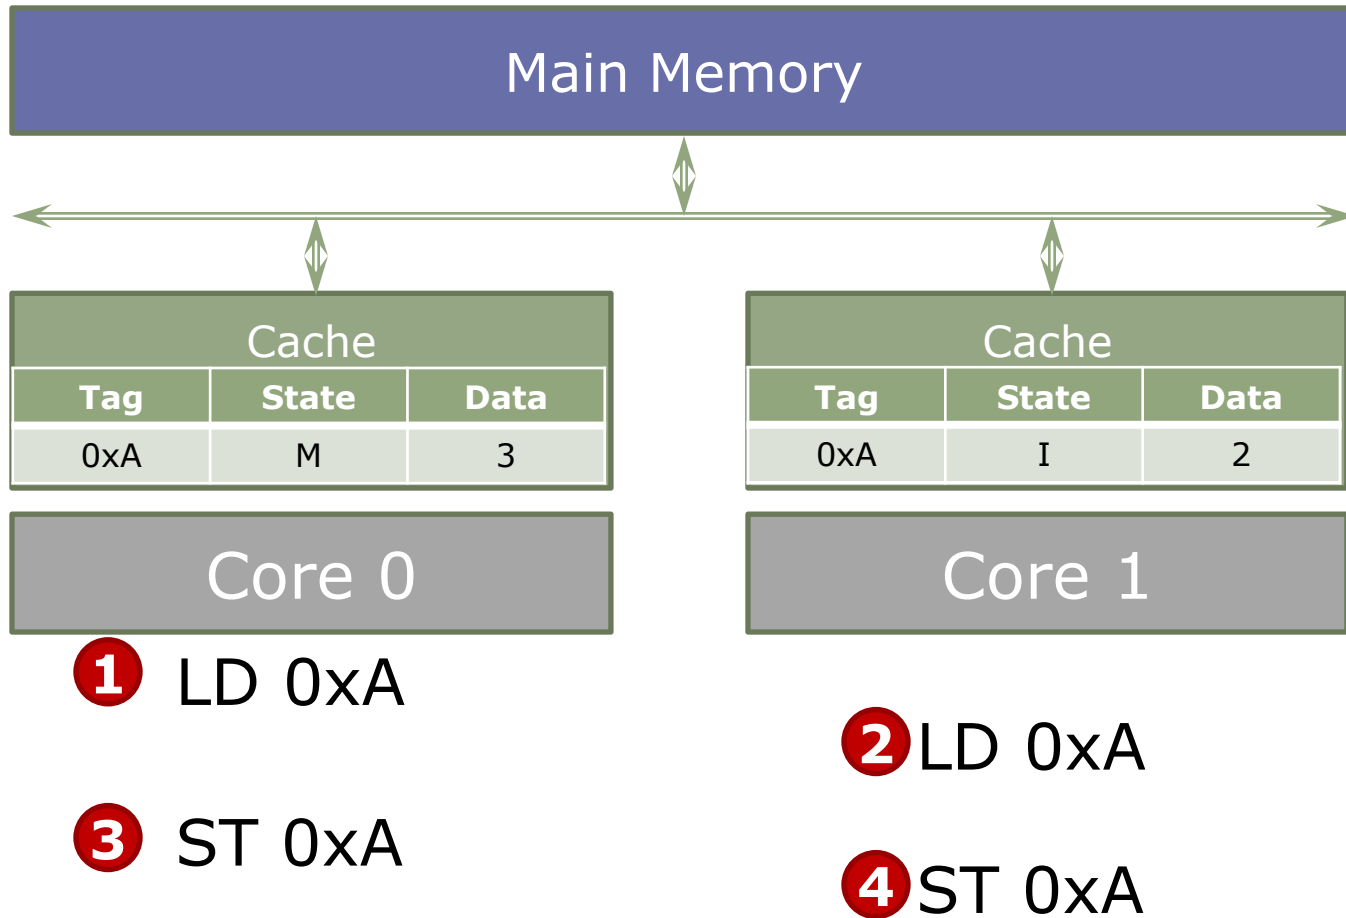 Main Memory
Cache
Tag State Data
0xA M 3
Core 0
Cache
Tag State Data
0xA I 2
Core 1
1 LD 0xA
2 LD 0xA
3 ST 0xA
4 ST 0xA